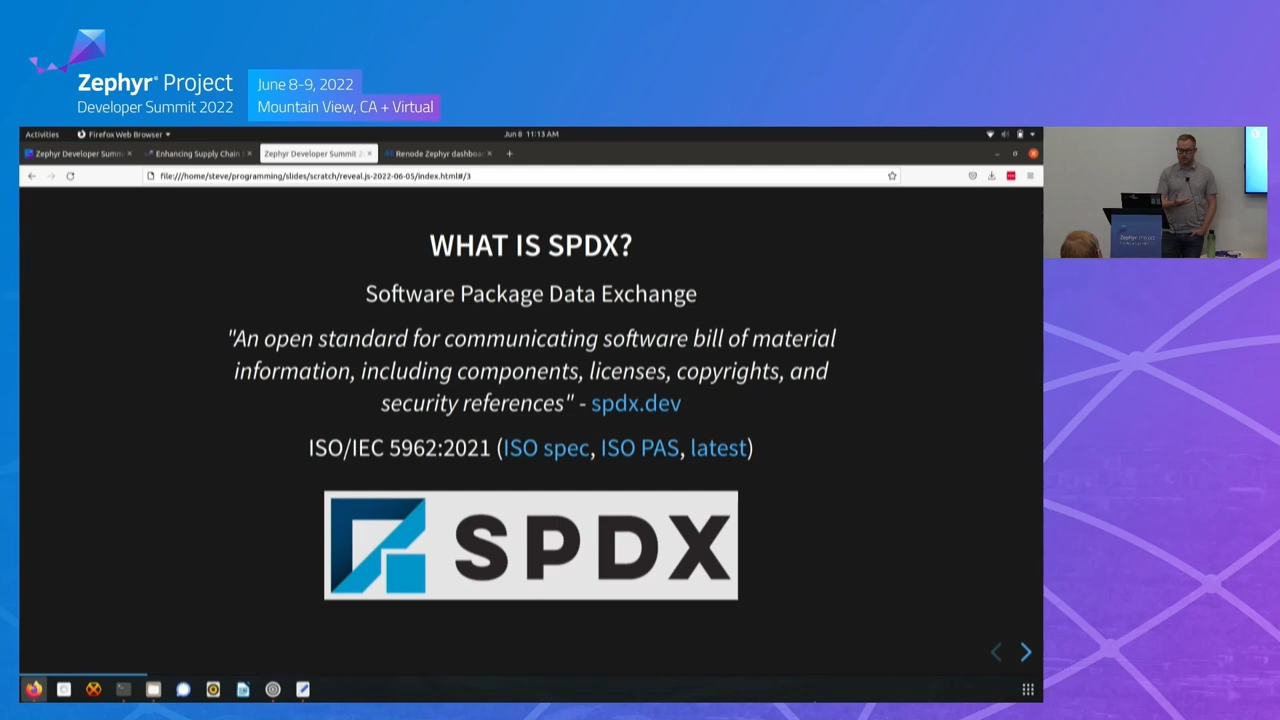 Zephyr® Project
Developer Summit 2022
June 8-9, 2022
Mountain View, CA + Virtual
Activities
Firefox Web Browser
Jun 8 11:13 AM
Zephyr Developer Summ
Enhancing Supply Chain
Zephyr Developer Summit
Renode Zephyr dashboa
file:///home/steve/programming/slides/scratch/reveal.js-2022-06-05/index.html#/3
WHAT IS SPDX?
Software Package Data Exchange
"An open standard for communicating software bill of material
information, including components, licenses, copyrights, and
security references" - spdx.dev
ISO/IEC 5962:2021 (ISO spec, ISO PAS, latest)
SPDX
Zephyr